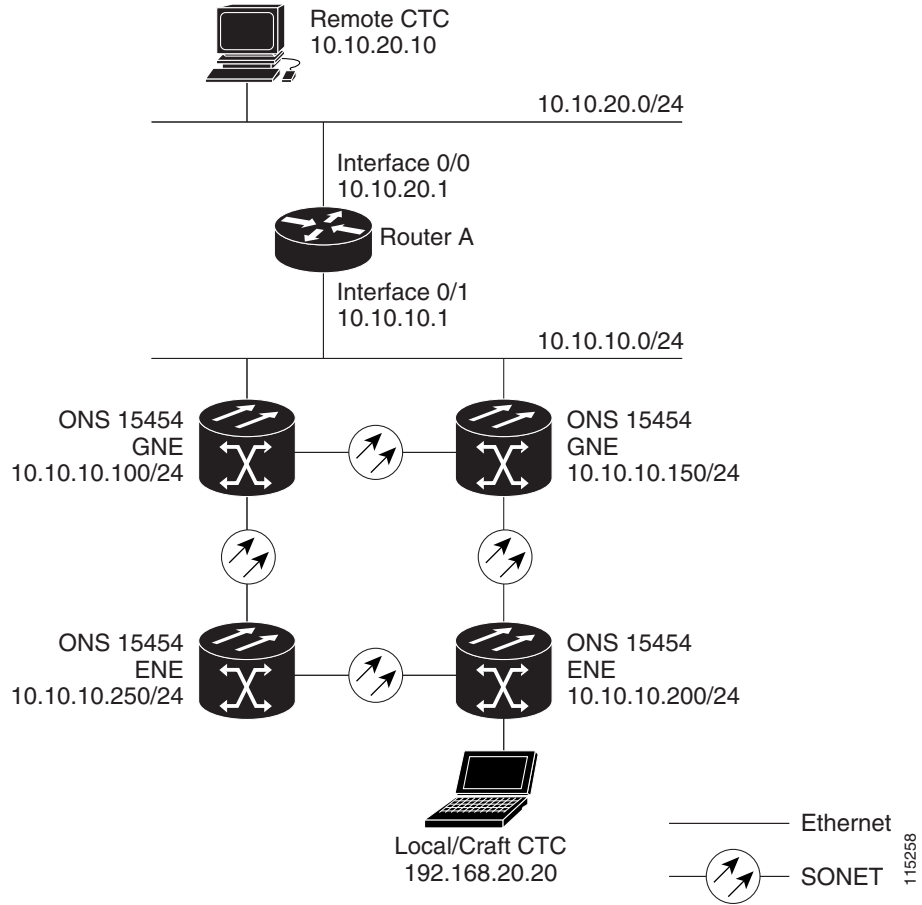 Remote CTC
10.10.20.10
10.10.20.0/24
Interface 0/0
10.10.20.1
Router A
Interface 0/1
10.10.10.1
10.10.10.0/24
ONS 15454
GNE
10.10.10.100/24
ONS 15454
GNE
10.10.10.150/24
ONS 15454
ENE
10.10.10.250/24
ONS 15454
ENE
10.10.10.200/24
Local/Craft CTC
192.168.20.20
Ethernet
SONET
115258